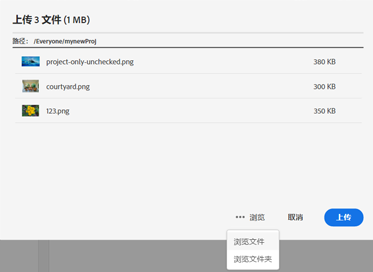 上传 3 文件 (1 MB)
路径： /Everyone/mynewProj
project-only-unchecked.png 380 KB
courtyard.png 300 KB
123.png 350 KB
••• 浏览 取消 上传
浏览文件
浏览文件夹